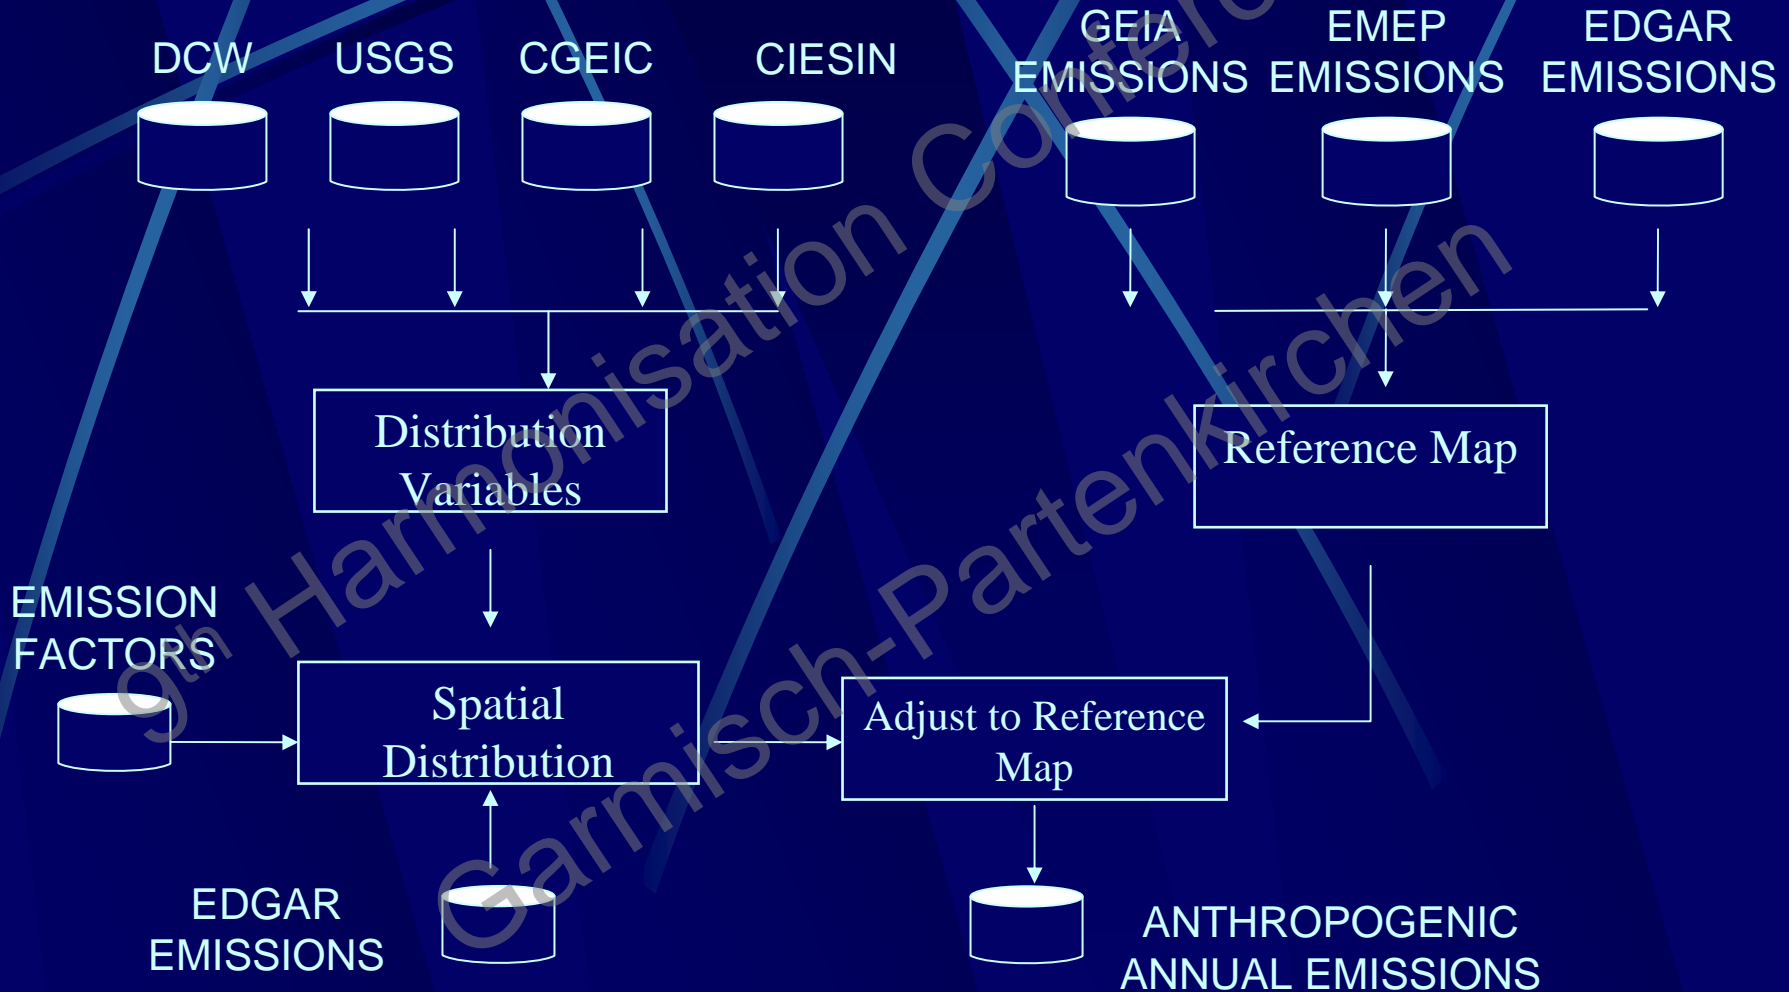 DCW
USGS
CGEIC
CIESIN
GEIA
EMISSIONS
EMEP
EMISSIONS
EDGAR
EMISSIONS
Distribution
Variables
Reference Map
EMISSION
FACTORS
Spatial
Distribution
Adjust to Reference
Map
EDGAR
EMISSIONS
ANTHROPOGENIC
ANNUAL EMISSIONS
9th Harmonisation
Garmisch-Partenkirchen